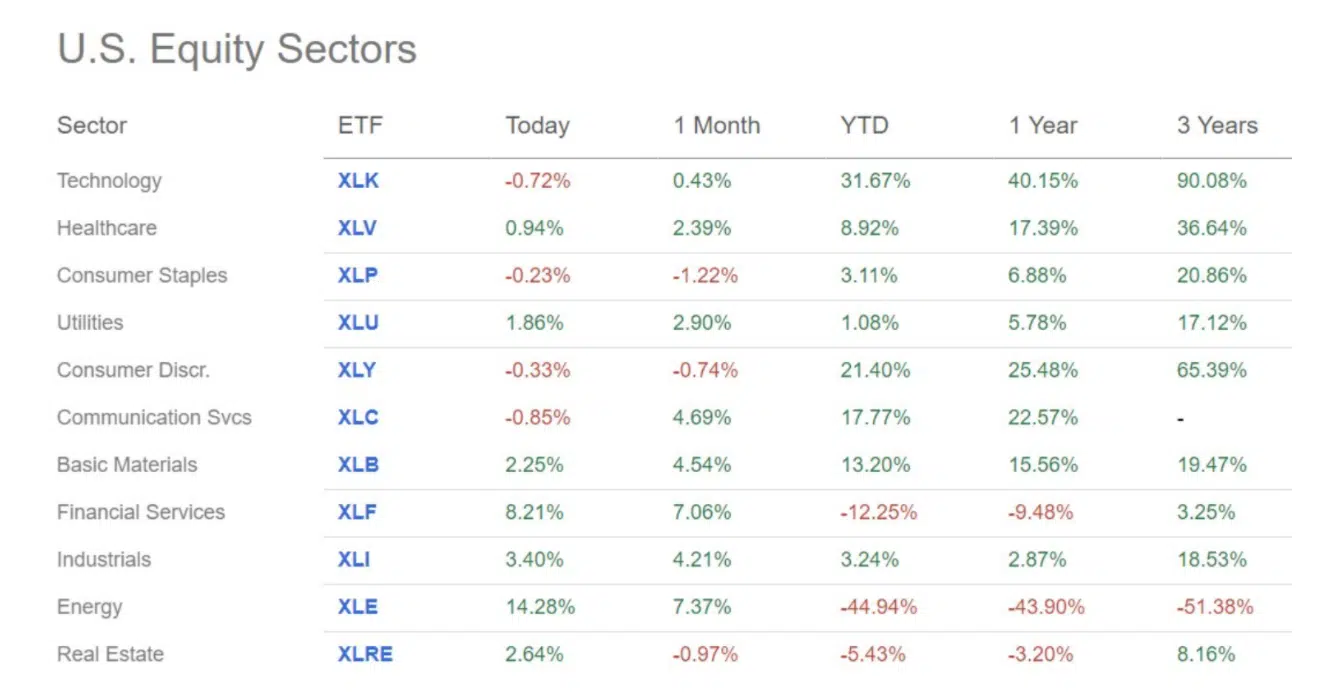 U.S. Equity Sectors
Sector ETF Today 1 Month YTD 1 Year 3 Years
Technology XLK -0.72% 0.43% 31.67% 40.15% 90.08%
Healthcare XLV 0.94% 2.39% 8.92% 17.39% 36.64%
Consumer Staples XLP -0.23% -1.22% 3.11% 6.88% 20.86%
Utilities XLU 1.86% 2.90% 1.08% 5.78% 17.12%
Consumer Discr. XLY -0.33% -0.74% 21.40% 25.48% 65.39%
Communication Svcs XLC -0.85% 4.69% 17.77% 22.57% -
Basic Materials XLB 2.25% 4.54% 13.20% 15.56% 19.47%
Financial Services XLF 8.21% 7.06% -12.25% -9.48% 3.25%
Industrials XLI 3.40% 4.21% 3.24% 2.87% 18.53%
Energy XLE 14.28% 7.37% -44.94% -43.90% -51.38%
Real Estate XLRE 2.64% -0.97% -5.43% -3.20% 8.16%